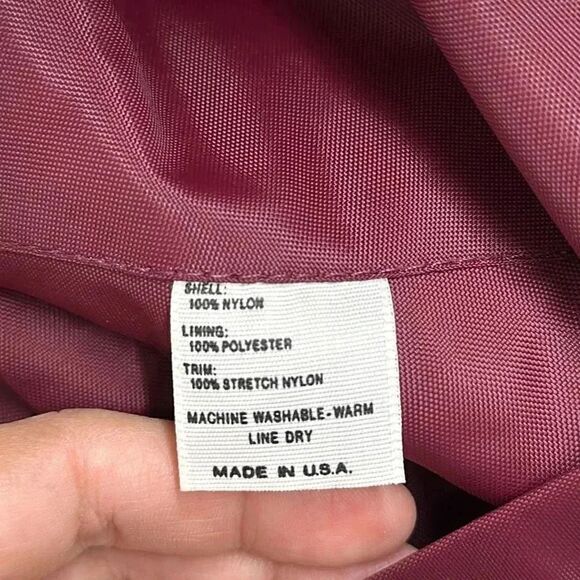 SHELL:
100% NYLON
LINING:
100% POLYESTER
TRIM:
100% STRETCH NYLON
MACHINE WASHABLE-WARM
LINE DRY
MADE IN U.S.A.